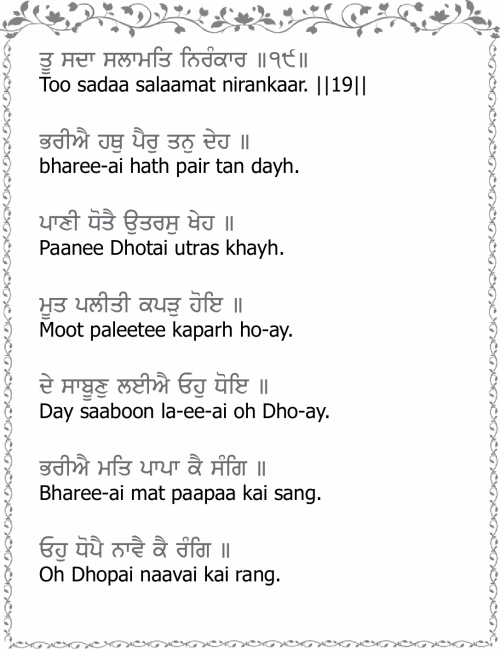 ਤੂ ਸਦਾ ਸਲਾਮਤਿ ਨਿਰੰਕਾਰ ॥੧੯॥
Too sadaa salaamat nirankaar. ||19||
ਭਰੀਐ ਹਥੁ ਪੈਰੁ ਤਨੁ ਦੇਹ ॥
bharee-ai hath pair tan dayh.
ਪਾਣੀ ਧੋਤੈ ਉਤਰਸੁ ਖੇਹ ॥
Paanee Dhotai utras khayh.
ਮੂਤ ਪਲੀਤੀ ਕਪੜੁ ਹੋਇ ॥
Moot paleetee kaparh ho-ay.
ਦੇ ਸਾਬੂਣੁ ਲਈਐ ਓਹੁ ਧੋਇ ॥
Day saaboon la-ee-ai oh Dho-ay.
ਭਰੀਐ ਮਤਿ ਪਾਪਾ ਕੈ ਸੰਗਿ ॥
Bharee-ai mat paapaa kai sang.
ਓਹੁ ਧੋਪੈ ਨਾਵੈ ਕੈ ਰੰਗਿ ॥
Oh Dhopai naavai kai rang.